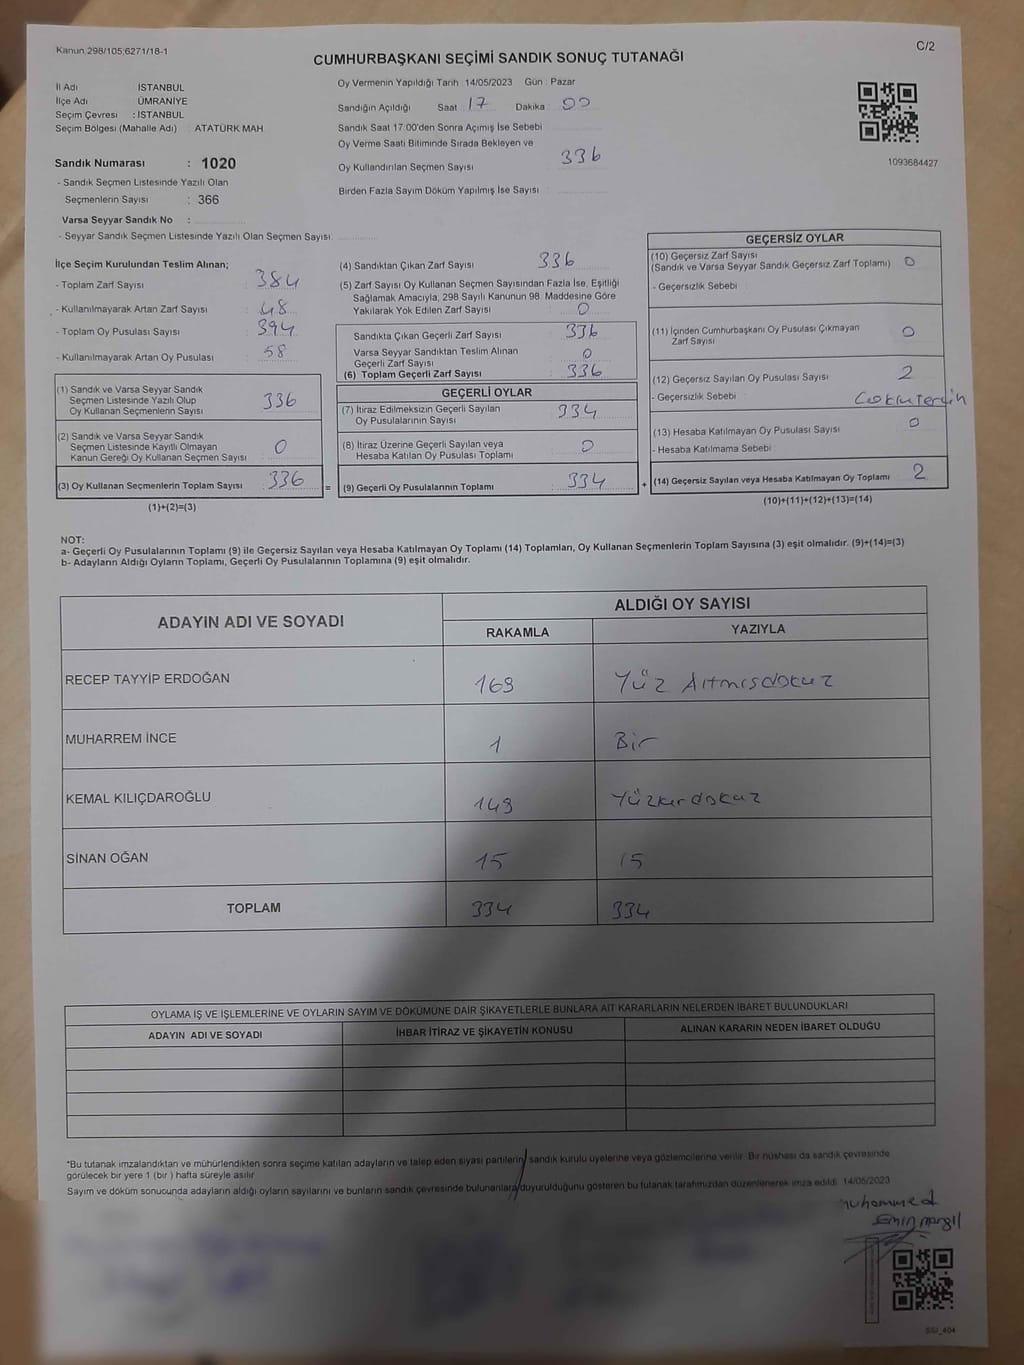 Kanun 298/105;6271/18-1
C/2
CUMHURBAŞKANI SEÇİMİ SANDIK SONUÇ TUTANAĞI
İl Adı İSTANBUL
İlçe Adı ÜMRANİYE
Seçim Çevresi : İSTANBUL
Seçim Bölgesi (Mahalle Adı) : ATATÜRK MAH.
Sandık Numarası : 1020
- Sandık Seçmen Listesinde Yazılı Olan
Seçmenlerin Sayısı : 366
Varsa Seyyar Sandık No :
- Seyyar Sandık Seçmen Listesinde Yazılı Olan Seçmen Sayısı:
Oy Vermenin Yapıldığı Tarih : 14/05/2023 Gün : Pazar
Sandığın Açıldığı Saat 17 Dakika : 00
Sandık Saat 17:00'den Sonra Açımış İse Sebebi
Oy Verme Saati Bitiminde Sırada Bekleyen ve
Oy Kullandırılan Seçmen Sayısı 336
Birden Fazla Sayım Döküm Yapılmış İse Sayısı
1093684427
İlçe Seçim Kurulundan Teslim Alınan;
- Toplam Zarf Sayısı : 384
- Kullanılmayarak Artan Zarf Sayısı : 48
- Toplam Oy Pusulası Sayısı : 394
- Kullanılmayarak Artan Oy Pusulası : 58
(1) Sandık ve Varsa Seyyar Sandık
Seçmen Listesinde Yazılı Olup
Oy Kullanan Seçmenlerin Sayısı 336
(2) Sandık ve Varsa Seyyar Sandık
Seçmen Listesinde Kayıtlı Olmayan
Kanun Gereği Oy Kullanan Seçmen Sayısı 0
(3) Oy Kullanan Seçmenlerin Toplam Sayısı : 336 =
(1)+(2)=(3)
(4) Sandıktan Çıkan Zarf Sayısı 336
(5) Zarf Sayısı Oy Kullanan Seçmen Sayısından Fazla İse, Eşitliği
Sağlamak Amacıyla, 298 Sayılı Kanunun 98. Maddesine Göre
Yakılarak Yok Edilen Zarf Sayısı : 0
Sandıkta Çıkan Geçerli Zarf Sayısı : 336
Varsa Seyyar Sandıktan Teslim Alınan
Geçerli Zarf Sayısı : 0
(6) Toplam Geçerli Zarf Sayısı : 336
GEÇERLİ OYLAR
(7) İtiraz Edilmeksizin Geçerli Sayılan
Oy Pusulalarının Sayısı : 334
(8) İtiraz Üzerine Geçerli Sayılan veya
Hesaba Katılan Oy Pusulası Toplamı : 0
(9) Geçerli Oy Pusulalarının Toplamı : 334 +
GEÇERSİZ OYLAR
(10) Geçersiz Zarf Sayısı
(Sandık ve Varsa Seyyar Sandık Geçersiz Zarf Toplamı) 0
- Geçersizlik Sebebi :
(11) İçinden Cumhurbaşkanı Oy Pusulası Çıkmayan
Zarf Sayısı 0
(12) Geçersiz Sayılan Oy Pusulası Sayısı 2
- Geçersizlik Sebebi :
(13) Hesaba Katılmayan Oy Pusulası Sayısı 0
- Hesaba Katılmama Sebebi :
(14) Geçersiz Sayılan veya Hesaba Katılmayan Oy Toplamı : 2
(10)+(11)+(12)+(13)=(14)
NOT:
a- Geçerli Oy Pusulalarının Toplamı (9) ile Geçersiz Sayılan veya Hesaba Katılmayan Oy Toplamı (14) Toplamları, Oy Kullanan Seçmenlerin Toplam Sayısına (3) eşit olmalıdır. (9)+(14)=(3)
b- Adayların Aldığı Oyların Toplamı, Geçerli Oy Pusulalarının Toplamına (9) eşit olmalıdır.
ADAYIN ADI VE SOYADI ALDIĞI OY SAYISI
RAKAMLA YAZIYLA
RECEP TAYYİP ERDOĞAN 169 Yüz Altmışdokuz
MUHARREM İNCE 1 Bir
KEMAL KILIÇDAROĞLU 149 Yüzkırdokuz
SİNAN OĞAN 15 15
TOPLAM 334 334
OYLAMA İŞ VE İŞLEMLERİNE VE OYLARIN SAYIM VE DÖKÜMÜNE DAİR ŞİKAYETLERLE BUNLARA AİT KARARLARIN NELERDEN İBARET BULUNDUKLARI
ADAYIN ADI VE SOYADI İHBAR İTİRAZ VE ŞİKAYETİN KONUSU ALINAN KARARIN NEDEN İBARET OLDUĞU
*Bu tutanak imzalandıktan ve mühürlendikten sonra seçime katılan adayların ve talep eden siyasi partilerin sandık kurulu üyelerine veya gözlemcilerine verilir. Bir nüshası da sandık çevresinde
görülecek bir yere 1 (bir ) hafta süreyle asılır
Sayım ve döküm sonucunda adayların aldığı oyların sayılarını ve bunların sandık çevresinde bulunanlara duyurulduğunu gösteren bu tutanak tarafımızdan düzenlenerek imza edildi. 14/05/2023
muhammed